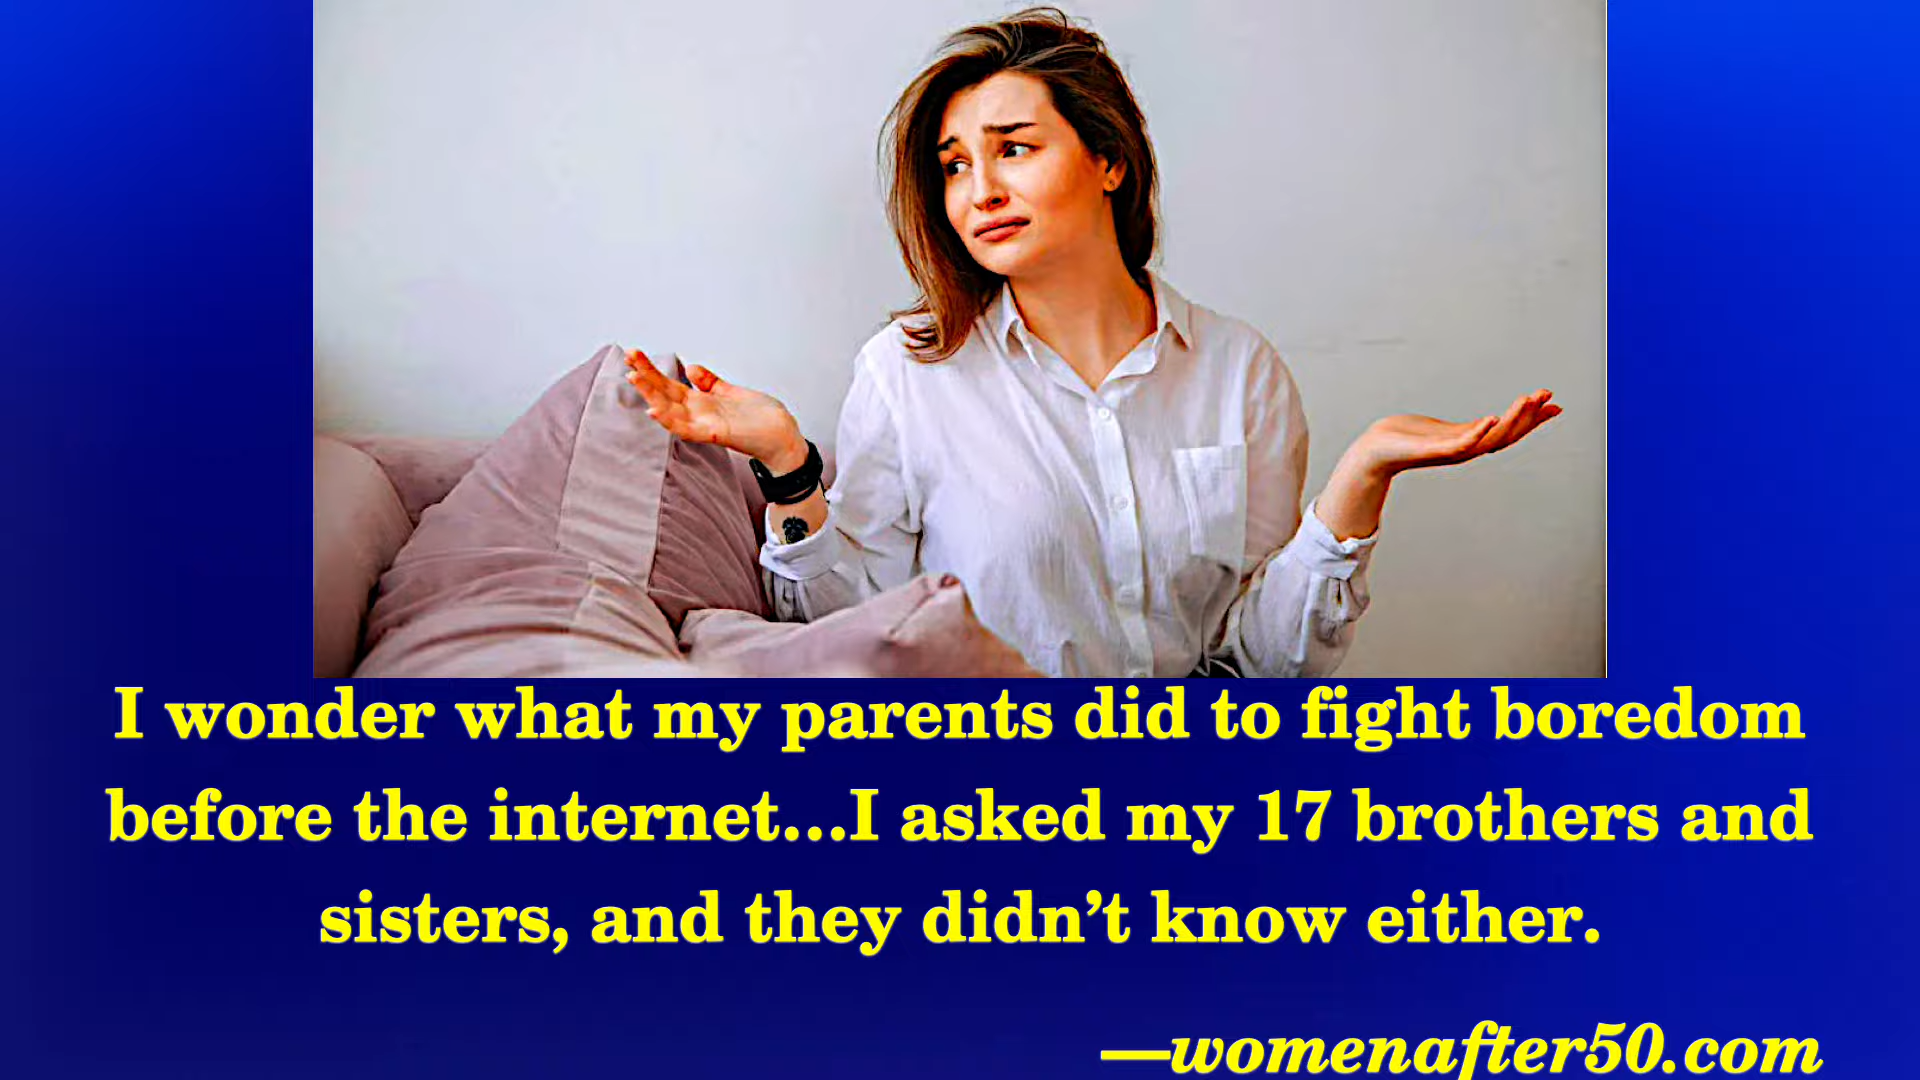 I wonder what my parents did to fight boredom
before the internet...I asked my 17 brothers and
sisters, and they didn’t know either.
—womenafter50.com